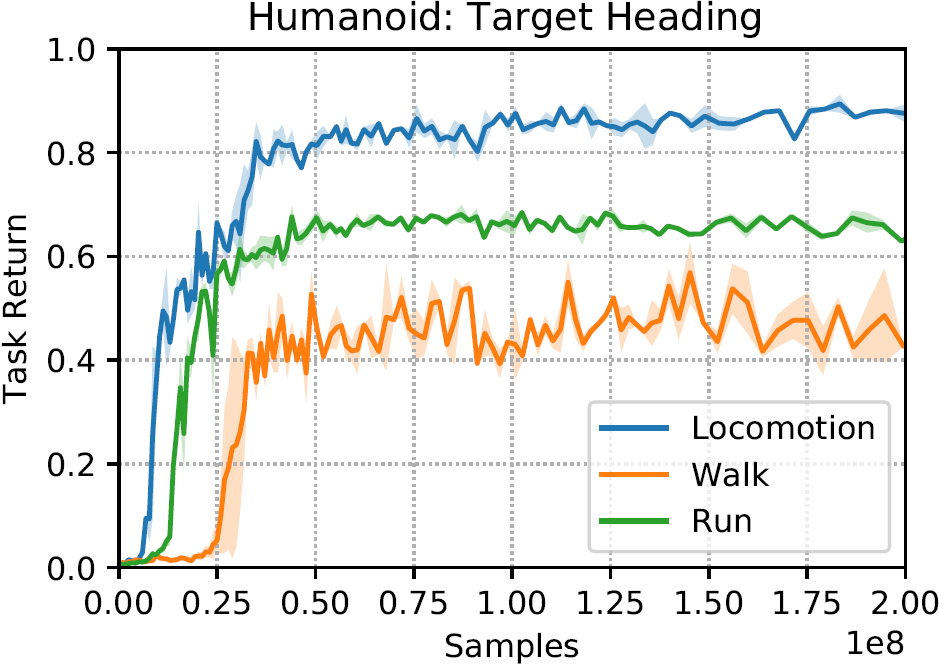 Humanoid: Target Heading
Task Return
1.0
0.8
0.6
0.4
0.2
0.0
Locomotion
Walk
Run
0.00 0.25 0.50 0.75 1.00 1.25 1.50 1.75 2.00
Samples
1e8